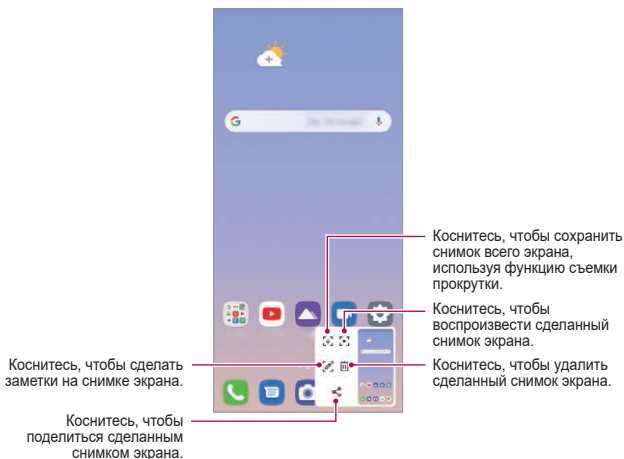 Коснитесь, чтобы сохранить
снимок всего экрана,
используя функцию съемки
прокрутки.
Коснитесь, чтобы
воспроизвести сделанный
снимок экрана.
Коснитесь, чтобы сделать
заметки на снимке экрана.
Коснитесь, чтобы удалить
сделанный снимок экрана.
Коснитесь, чтобы
поделиться сделанным
снимком экрана.